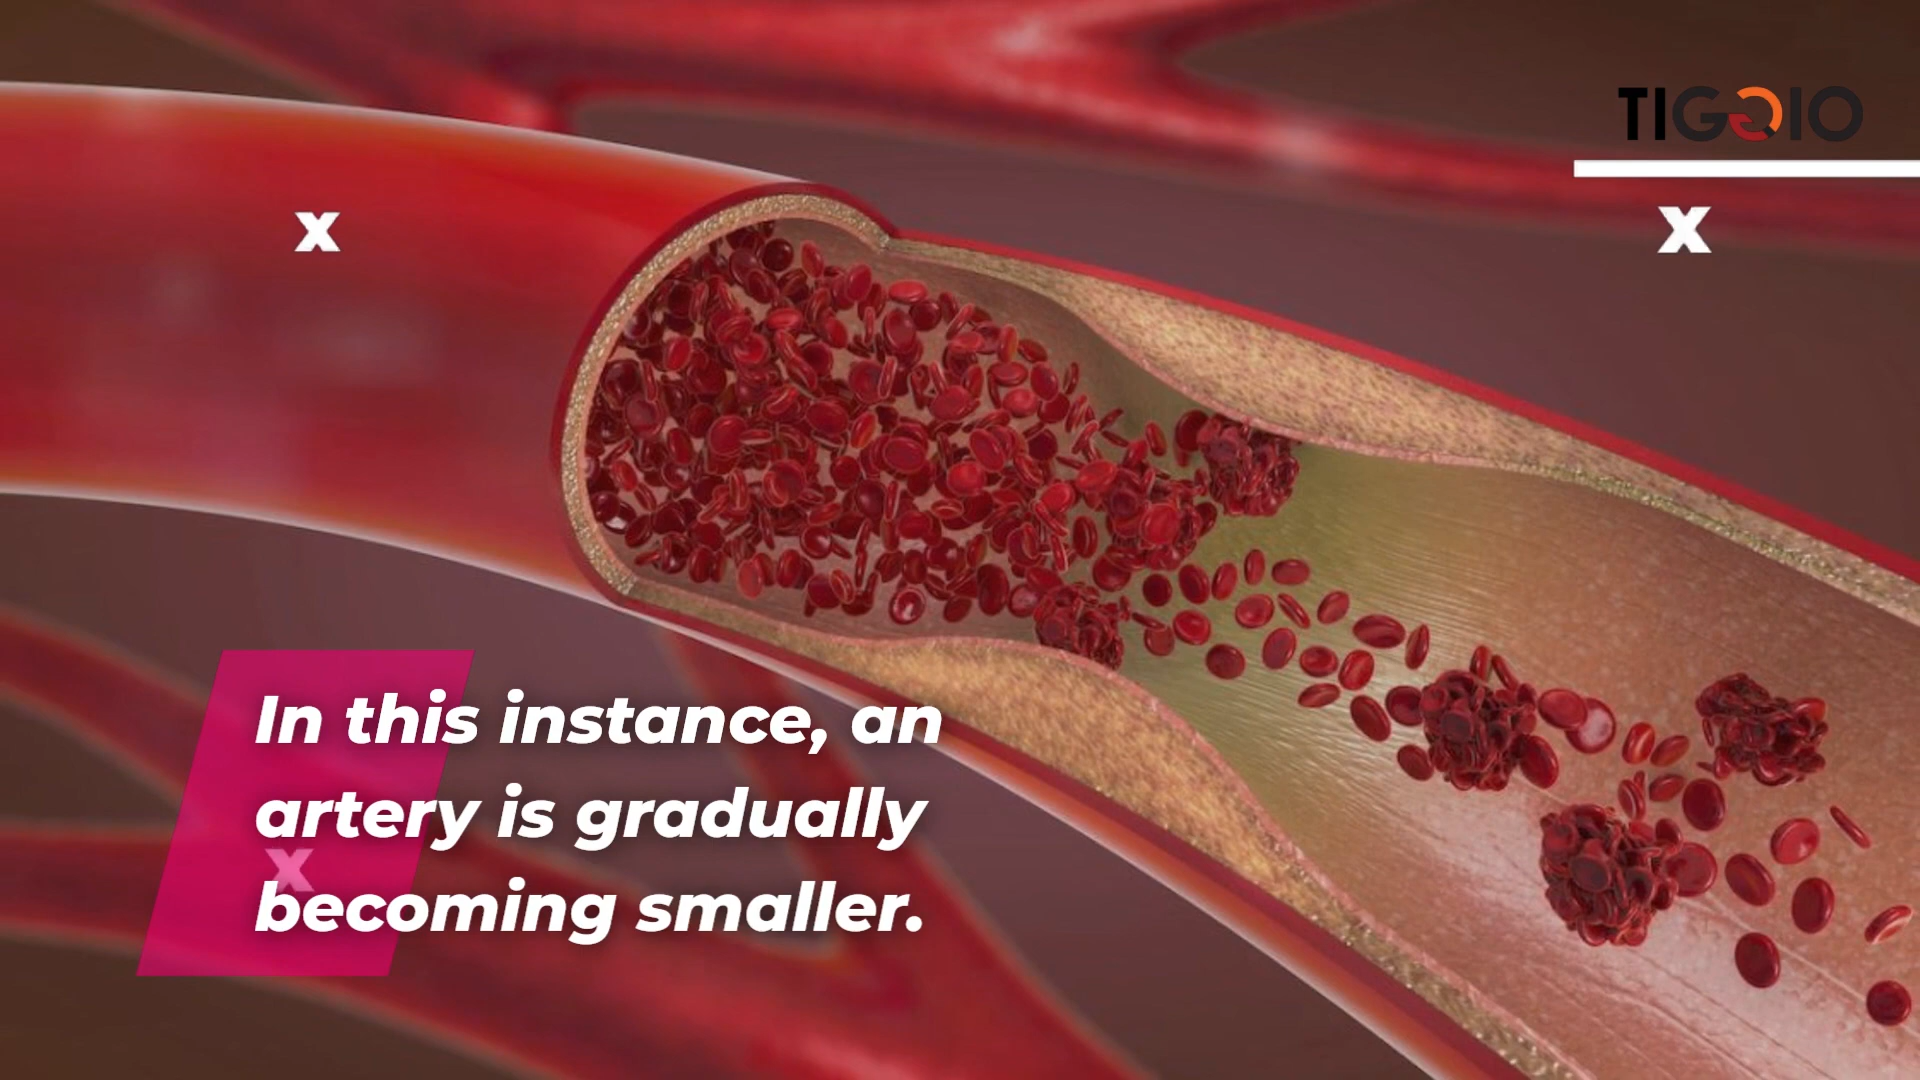 TIGGIO
X
X
In this instance, an
artery is gradually
X
becoming smaller.